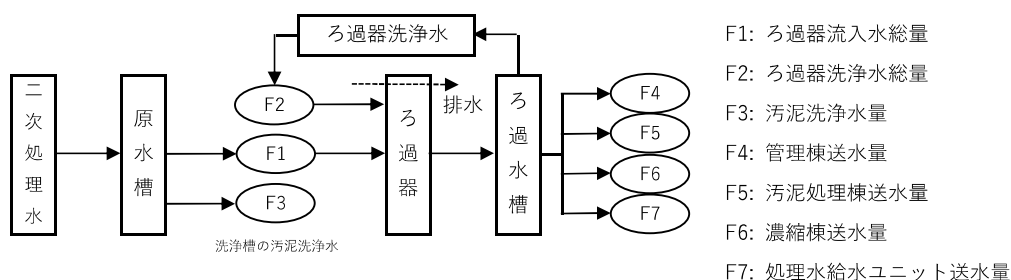 ろ過器洗浄水
二次処理水
原水槽
F2
F1
F3
洗浄槽の汚泥洗浄水
ろ過器
排水
ろ過水槽
F4
F5
F6
F7
F1: ろ過器流入水総量
F2: ろ過器洗浄水総量
F3: 汚泥洗浄水量
F4: 管理棟送水量
F5: 汚泥処理棟送水量
F6: 濃縮棟送水量
F7: 処理水給水ユニット送水量